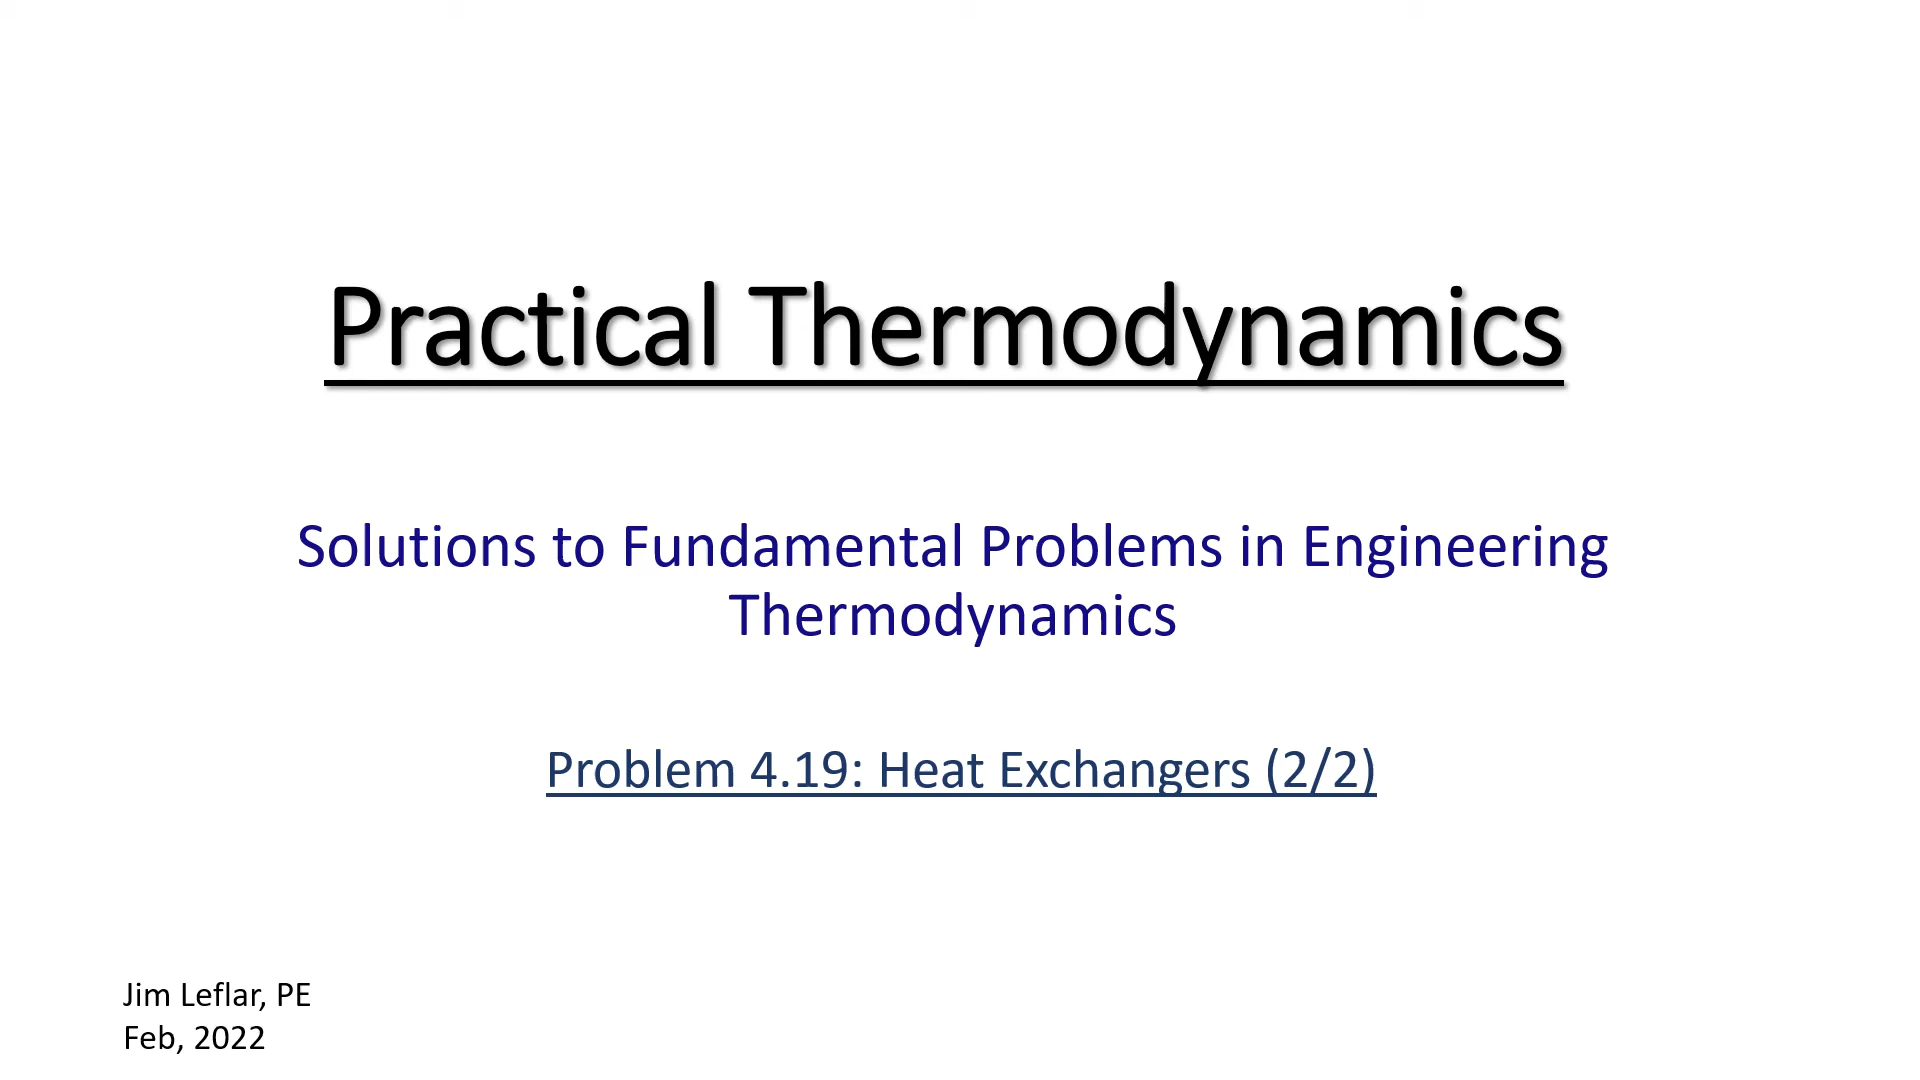 Practical Thermodynamics
Solutions to Fundamental Problems in Engineering
Thermodynamics
Problem 4.19: Heat Exchangers (2/2)
Jim Leflar, PE
Feb, 2022